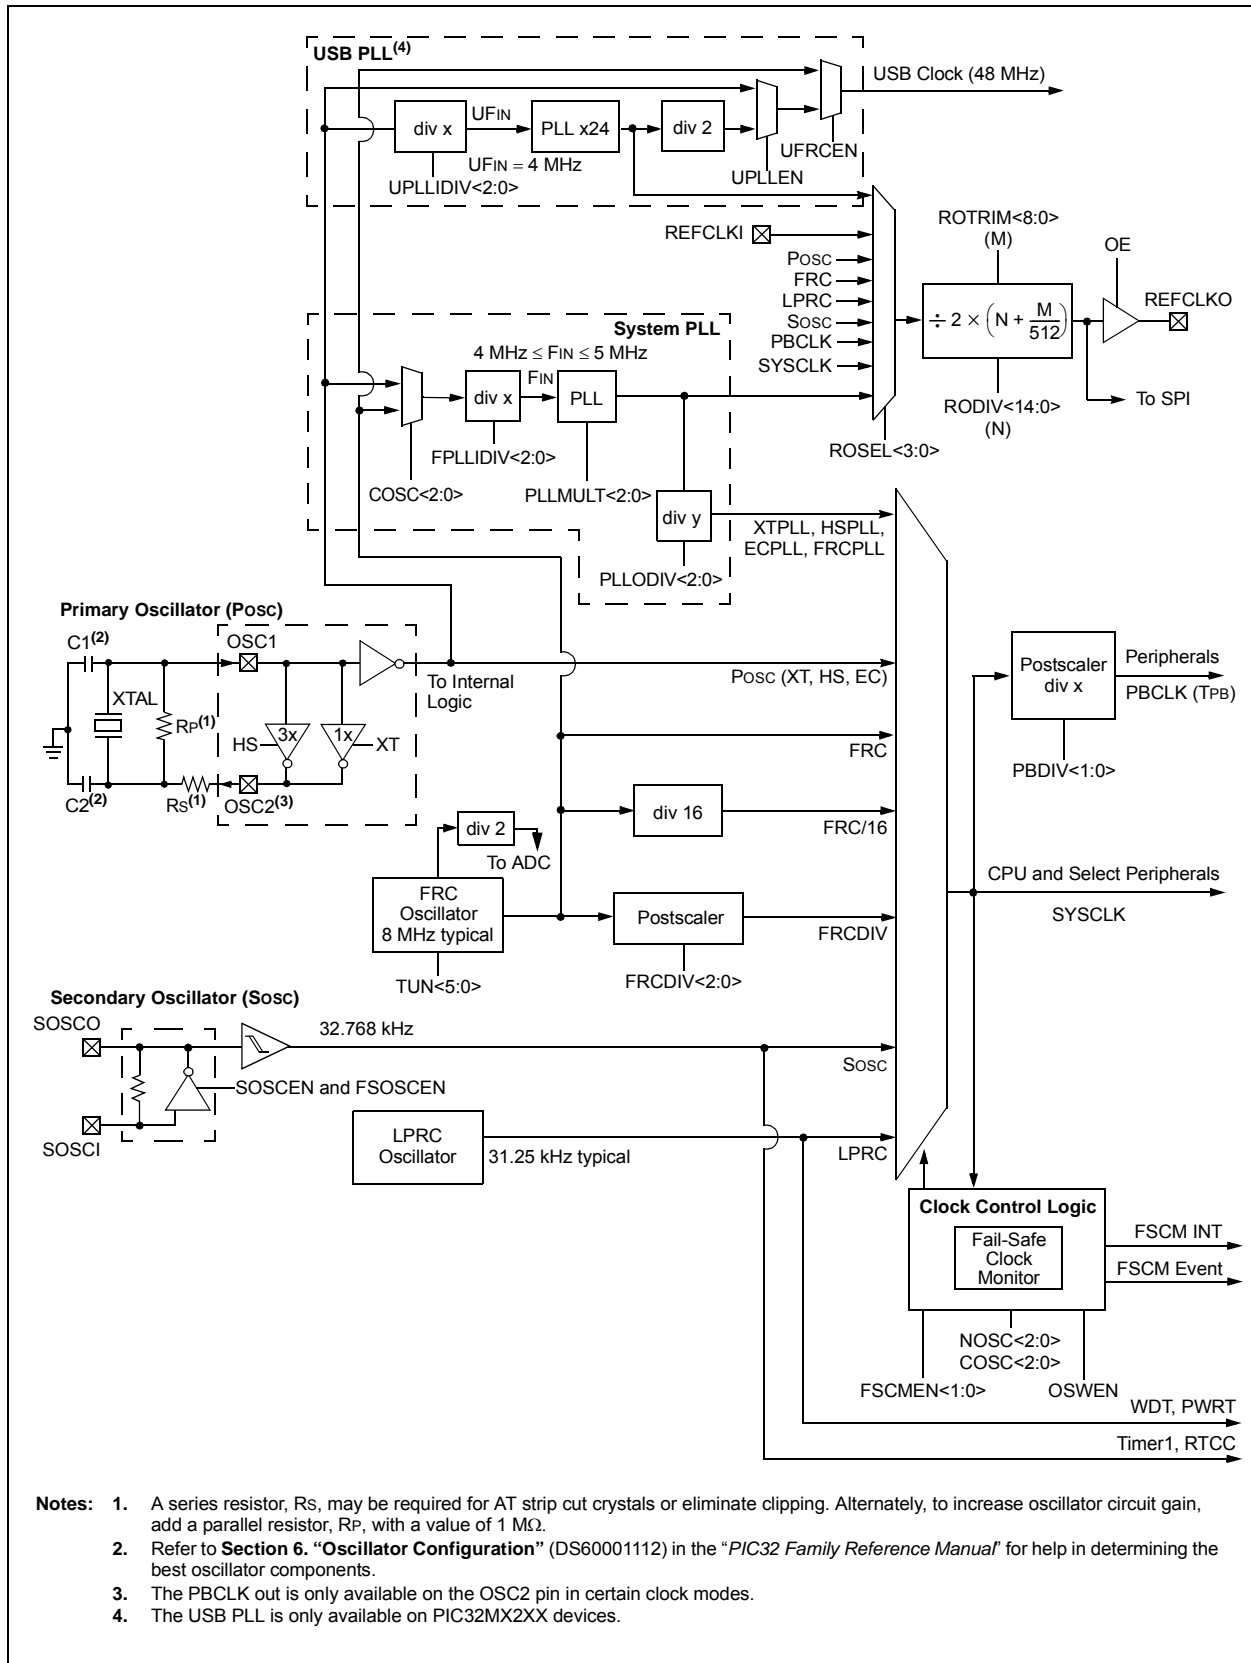 USB PLL(4)
USB Clock (48 MHz)
UFIN
div x
PLL x24
div 2
UFRCEN
UFIN = 4 MHz
UPLLEN
UPLLIDIV<2:0>
REFCLKI
ROTRIM<8:0>
(M)
OE
POSC
FRC
LPRC
SOSC
PBCLK
SYSCLK
REFCLKO
÷ 2 × (N + M/512)
To SPI
RODIV<14:0>
(N)
ROSEL<3:0>
System PLL
4 MHz ≤ FIN ≤ 5 MHz
FIN
div x
PLL
FPLLIDIV<2:0>
COSC<2:0>
PLLMULT<2:0>
div y
XTPLL, HSPLL,
ECPLL, FRCPLL
PLLODIV<2:0>
Primary Oscillator (POSC)
C1(2)
OSC1
XTAL
RP(1)
HS
3x
1x
XT
To Internal
Logic
C2(2)
RS(1)
OSC2(3)
POSC (XT, HS, EC)
Postscaler
div x
Peripherals
PBCLK (TPB)
PBDIV<1:0>
FRC
div 16
FRC/16
div 2
To ADC
FRC
Oscillator
8 MHz typical
TUN<5:0>
Postscaler
FRCDIV
FRCDIV<2:0>
CPU and Select Peripherals
SYSCLK
Secondary Oscillator (SOSC)
SOSCO
32.768 kHz
SOSC
SOSCEN and FSOSCEN
SOSCI
LPRC
Oscillator
31.25 kHz typical
LPRC
Clock Control Logic
Fail-Safe
Clock
Monitor
FSCM INT
FSCM Event
NOSC<2:0>
COSC<2:0>
FSCMEN<1:0>
OSWEN
WDT, PWRT
Timer1, RTCC
Notes: 1. A series resistor, RS, may be required for AT strip cut crystals or eliminate clipping. Alternately, to increase oscillator circuit gain,
add a parallel resistor, RP, with a value of 1 MΩ.
2. Refer to Section 6. “Oscillator Configuration” (DS60001112) in the “PIC32 Family Reference Manual” for help in determining the
best oscillator components.
3. The PBCLK out is only available on the OSC2 pin in certain clock modes.
4. The USB PLL is only available on PIC32MX2XX devices.